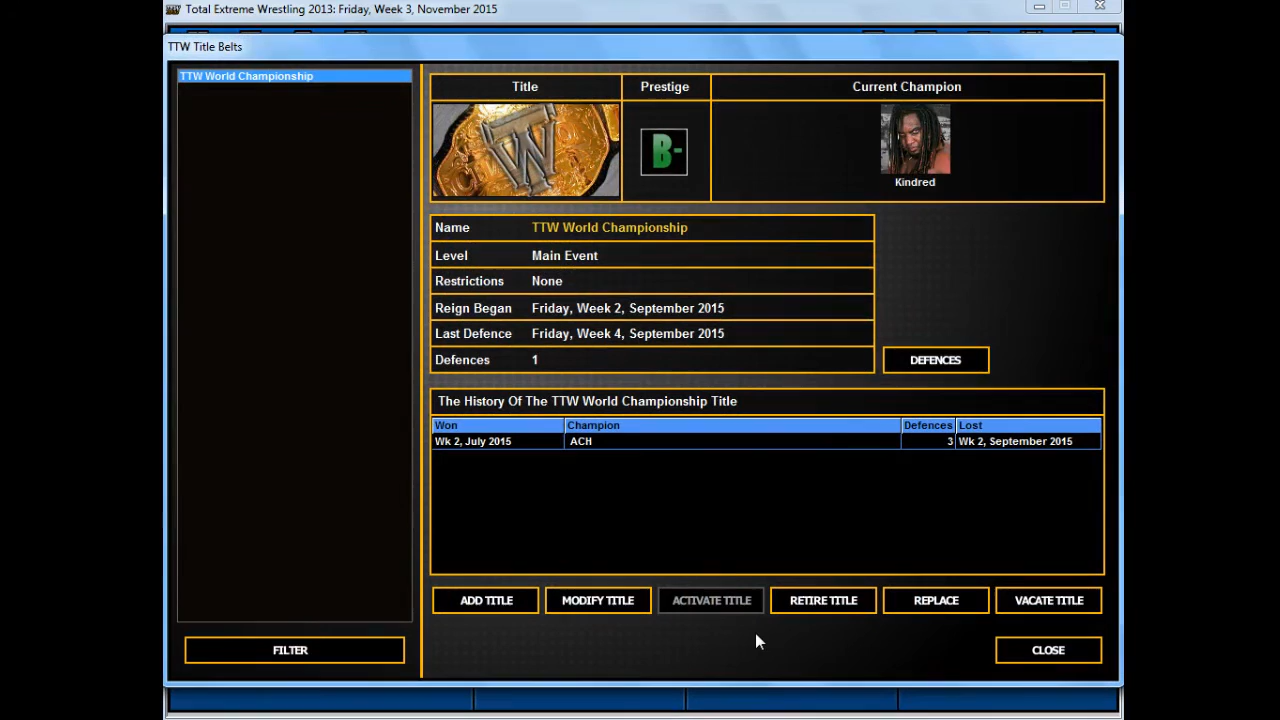 Total Extreme Wrestling 2013: Friday, Week 3, November 2015
TTW Title Belts
TTW World Championship
Title Prestige Current Champion
B-
Kindred
Name TTW World Championship
Level Main Event
Restrictions None
Reign Began Friday, Week 2, September 2015
Last Defence Friday, Week 4, September 2015
Defences 1
DEFENCES
The History Of The TTW World Championship Title
Won Champion Defences Lost
Wk 2, July 2015 ACH 3 Wk 2, September 2015
ADD TITLE MODIFY TITLE ACTIVATE TITLE RETIRE TITLE REPLACE VACATE TITLE
FILTER CLOSE